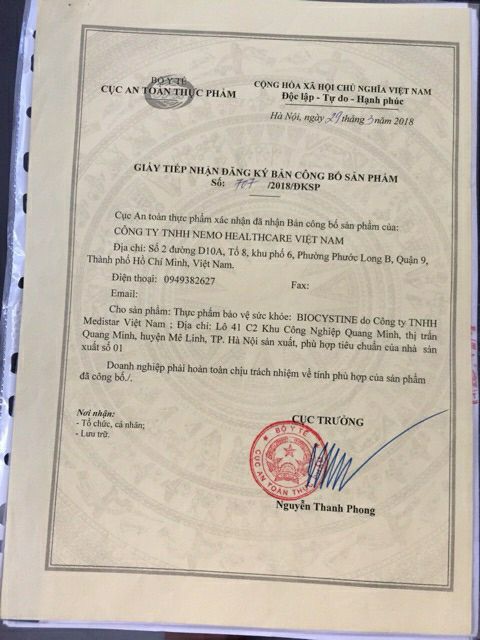 BỘ Y TẾ
CỤC AN TOÀN THỰC PHẨM
CỘNG HÒA XÃ HỘI CHỦ NGHĨA VIỆT NAM
Độc lập - Tự do - Hạnh phúc
Hà Nội, ngày 29 tháng 3 năm 2018
GIẤY TIẾP NHẬN ĐĂNG KÝ BẢN CÔNG BỐ SẢN PHẨM
Số: 707 /2018/ĐKSP
Cục An toàn thực phẩm xác nhận đã nhận Bản công bố sản phẩm của:
CÔNG TY TNHH NEMO HEALTHCARE VIỆT NAM
Địa chỉ: Số 2 đường D10A, Tổ 8, khu phố 6, Phường Phước Long B, Quận 9,
Thành phố Hồ Chí Minh, Việt Nam.
Điện thoại: 0949382627 Fax:
Email:
Cho sản phẩm: Thực phẩm bảo vệ sức khỏe: BIOCYSTINE do Công ty TNHH
Medistar Việt Nam ; Địa chỉ: Lô 41 C2 Khu Công Nghiệp Quang Minh, thị trấn
Quang Minh, huyện Mê Linh, TP. Hà Nội sản xuất, phù hợp tiêu chuẩn của nhà sản
xuất số 01
Doanh nghiệp phải hoàn toàn chịu trách nhiệm về tính phù hợp của sản phẩm
đã công bố./.
Nơi nhận:
- Tổ chức, cá nhân;
- Lưu trữ.
CỤC TRƯỞNG
BỘ Y TẾ
CỤC AN TOÀN THỰC
Nguyễn Thanh Phong